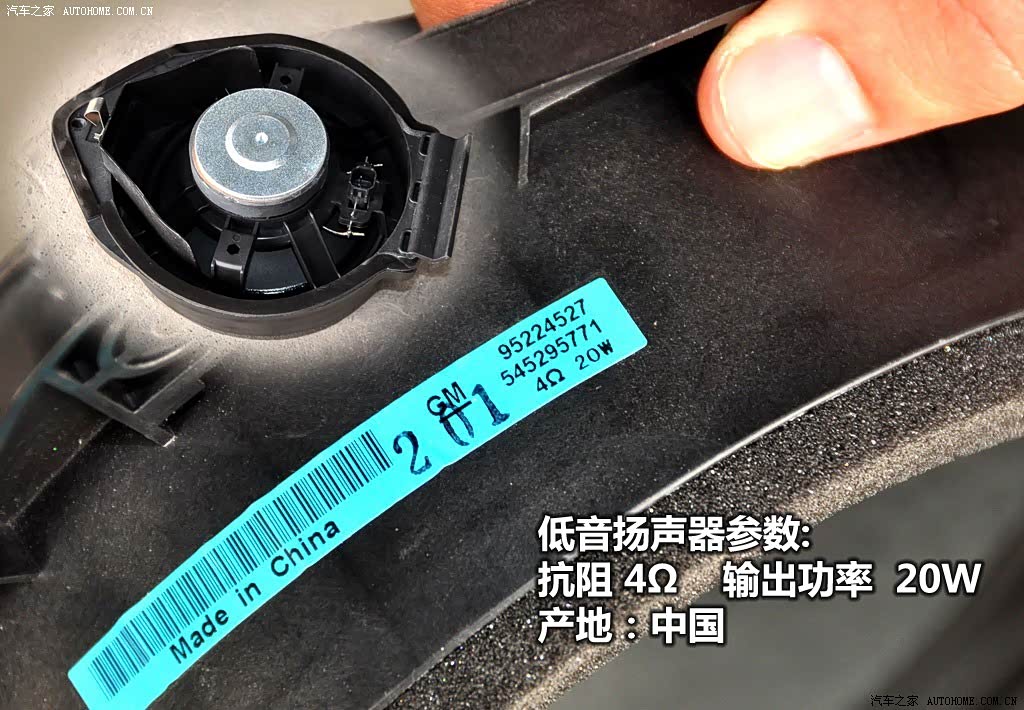 汽车之家 AUTOHOME.COM.CN
95224527
545295771
4Ω 20W
GM
201
Made in China
低音扬声器参数:
抗阻 4Ω 输出功率 20W
产地：中国
汽车之家 AUTOHOME.COM.CN